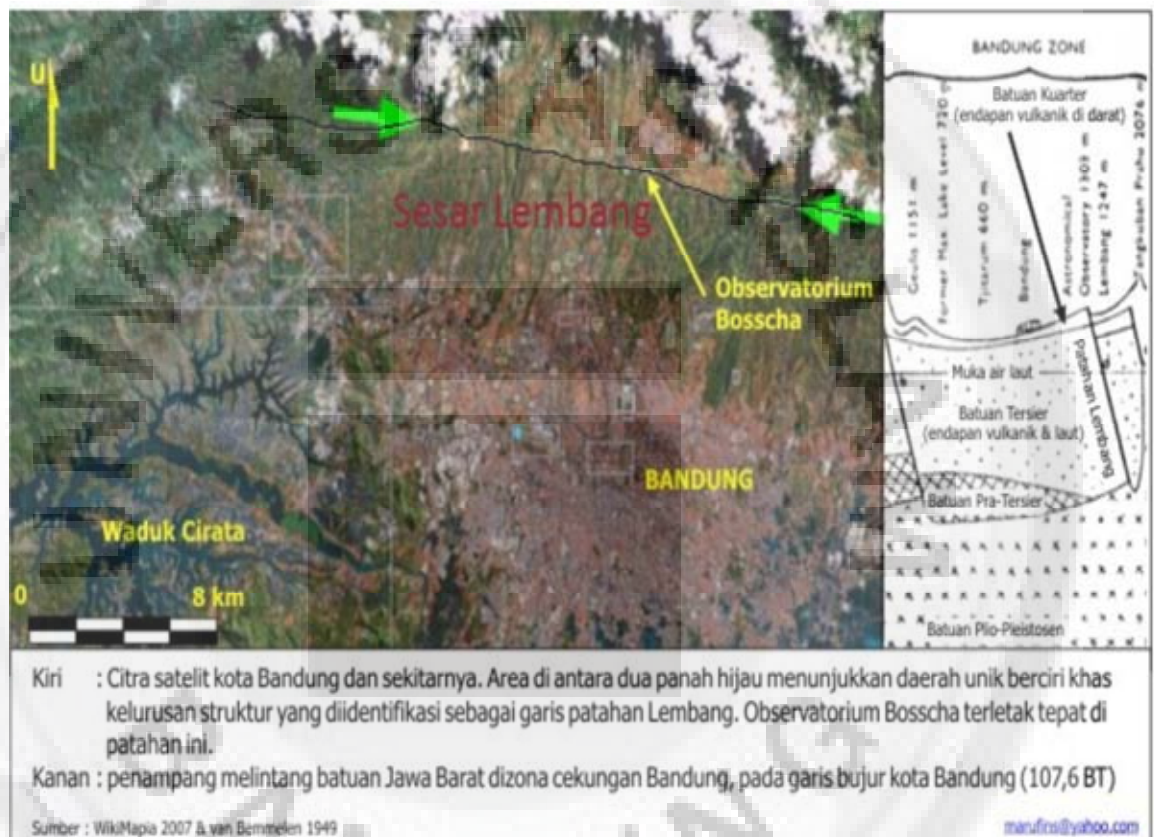 U
Sesar Lembang
Observatorium
Bosscha
BANDUNG
Waduk Cirata
0 8 km
BANDUNG ZONE
Batuan Kuarter
(endapan vulkanik di darat)
Geulis 1151 m
Former Max Lake Level 720 m
Tjitarum 660 m
Bandung
Astronomical
Observatory 1303 m
Lembang 1247 m
Tangkuban Prahu 2076 m
Muka air laut
Batuan Tersier
(endapan vulkanik & laut)
Patahan Lembang
Batuan Pra-Tersier
Batuan Plio-Pleistosen
Kiri : Citra satelit kota Bandung dan sekitarnya. Area di antara dua panah hijau menunjukkan daerah unik berciri khas
kelurusan struktur yang diidentifikasi sebagai garis patahan Lembang. Observatorium Bosscha terletak tepat di
patahan ini.
Kanan : penampang melintang batuan Jawa Barat dizona cekungan Bandung, pada garis bujur kota Bandung (107,6 BT)
Sumber : WikiMapia 2007 & van Bemmelen 1949
marufins@yahoo.com